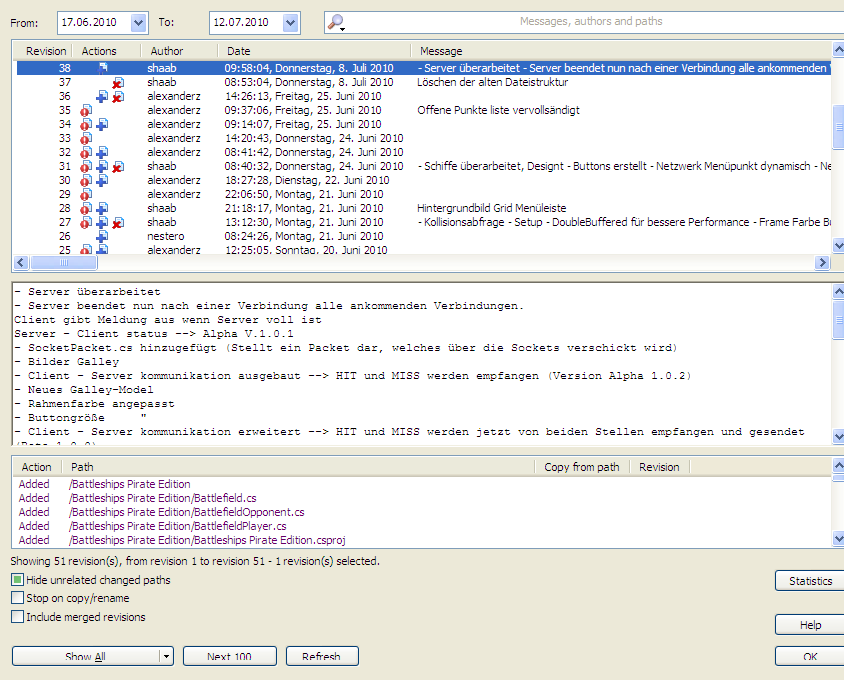 From: 17.06.2010 To: 12.07.2010 Messages, authors and paths
Revision Actions Author Date Message
38 shaab 09:58:04, Donnerstag, 8. Juli 2010 - Server überarbeitet - Server beendet nun nach einer Verbindung alle ankommenden
37 shaab 08:53:04, Donnerstag, 8. Juli 2010 Löschen der alten Dateistruktur
36 alexanderz 14:26:13, Freitag, 25. Juni 2010
35 alexanderz 09:37:06, Freitag, 25. Juni 2010 Offene Punkte liste vervollsändigt
34 alexanderz 09:14:07, Freitag, 25. Juni 2010
33 alexanderz 14:20:43, Donnerstag, 24. Juni 2010
32 alexanderz 08:41:42, Donnerstag, 24. Juni 2010
31 shaab 08:40:32, Donnerstag, 24. Juni 2010 - Schiffe überarbeitet, Designt - Buttons erstellt - Netzwerk Menüpunkt dynamisch - Ne
30 alexanderz 18:27:28, Dienstag, 22. Juni 2010
29 alexanderz 22:06:50, Montag, 21. Juni 2010
28 shaab 21:18:17, Montag, 21. Juni 2010 Hintergrundbild Grid Menüleiste
27 shaab 13:12:30, Montag, 21. Juni 2010 - Kollisionsabfrage - Setup - DoubleBuffered für bessere Performance - Frame Farbe Bu
26 nestero 08:24:26, Montag, 21. Juni 2010
25 alexanderz 12:25:05, Sonntag, 20. Juni 2010
- Server überarbeitet
- Server beendet nun nach einer Verbindung alle ankommenden Verbindungen.
Client gibt Meldung aus wenn Server voll ist
Server - Client status --> Alpha V.1.0.1
- SocketPacket.cs hinzugefügt (Stellt ein Packet dar, welches über die Sockets verschickt wird)
- Bilder Galley
- Client - Server kommunikation ausgebaut --> HIT und MISS werden empfangen (Version Alpha 1.0.2)
- Neues Galley-Model
- Rahmenfarbe angepasst
- Buttongröße "
- Client - Server kommunikation erweitert --> HIT und MISS werden jetzt von beiden Stellen empfangen und gesendet
(Beta 1.0.0)
Action Path Copy from path Revision
Added /Battleships Pirate Edition
Added /Battleships Pirate Edition/Battlefield.cs
Added /Battleships Pirate Edition/BattlefieldOpponent.cs
Added /Battleships Pirate Edition/BattlefieldPlayer.cs
Added /Battleships Pirate Edition/Battleships Pirate Edition.csproj
Showing 51 revision(s), from revision 1 to revision 51 - 1 revision(s) selected.
Hide unrelated changed paths
Statistics
Stop on copy/rename
Include merged revisions
Help
Show All Next 100 Refresh OK